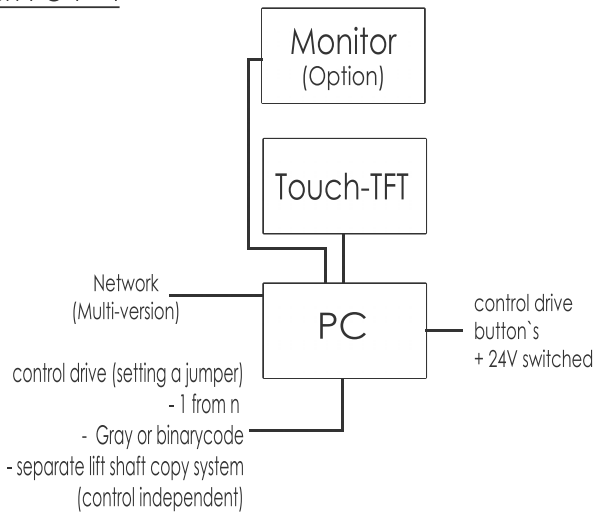 Monitor
(Option)
Touch-TFT
Network
(Multi-version)
PC
control drive
button`s
+ 24V switched
control drive (setting a jumper)
- 1 from n
- Gray or binarycode
- separate lift shaft copy system
(control independent)